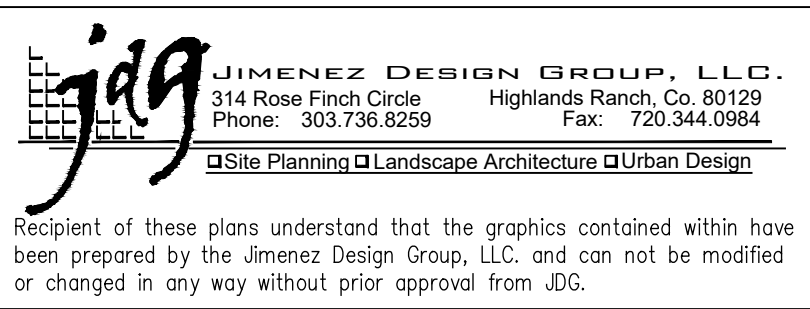 jdg
JIMENEZ DESIGN GROUP, LLC.
314 Rose Finch Circle Highlands Ranch, Co. 80129
Phone: 303.736.8259 Fax: 720.344.0984
❑Site Planning ❑Landscape Architecture ❑Urban Design
Recipient of these plans understand that the graphics contained within have
been prepared by the Jimenez Design Group, LLC. and can not be modified
or changed in any way without prior approval from JDG.